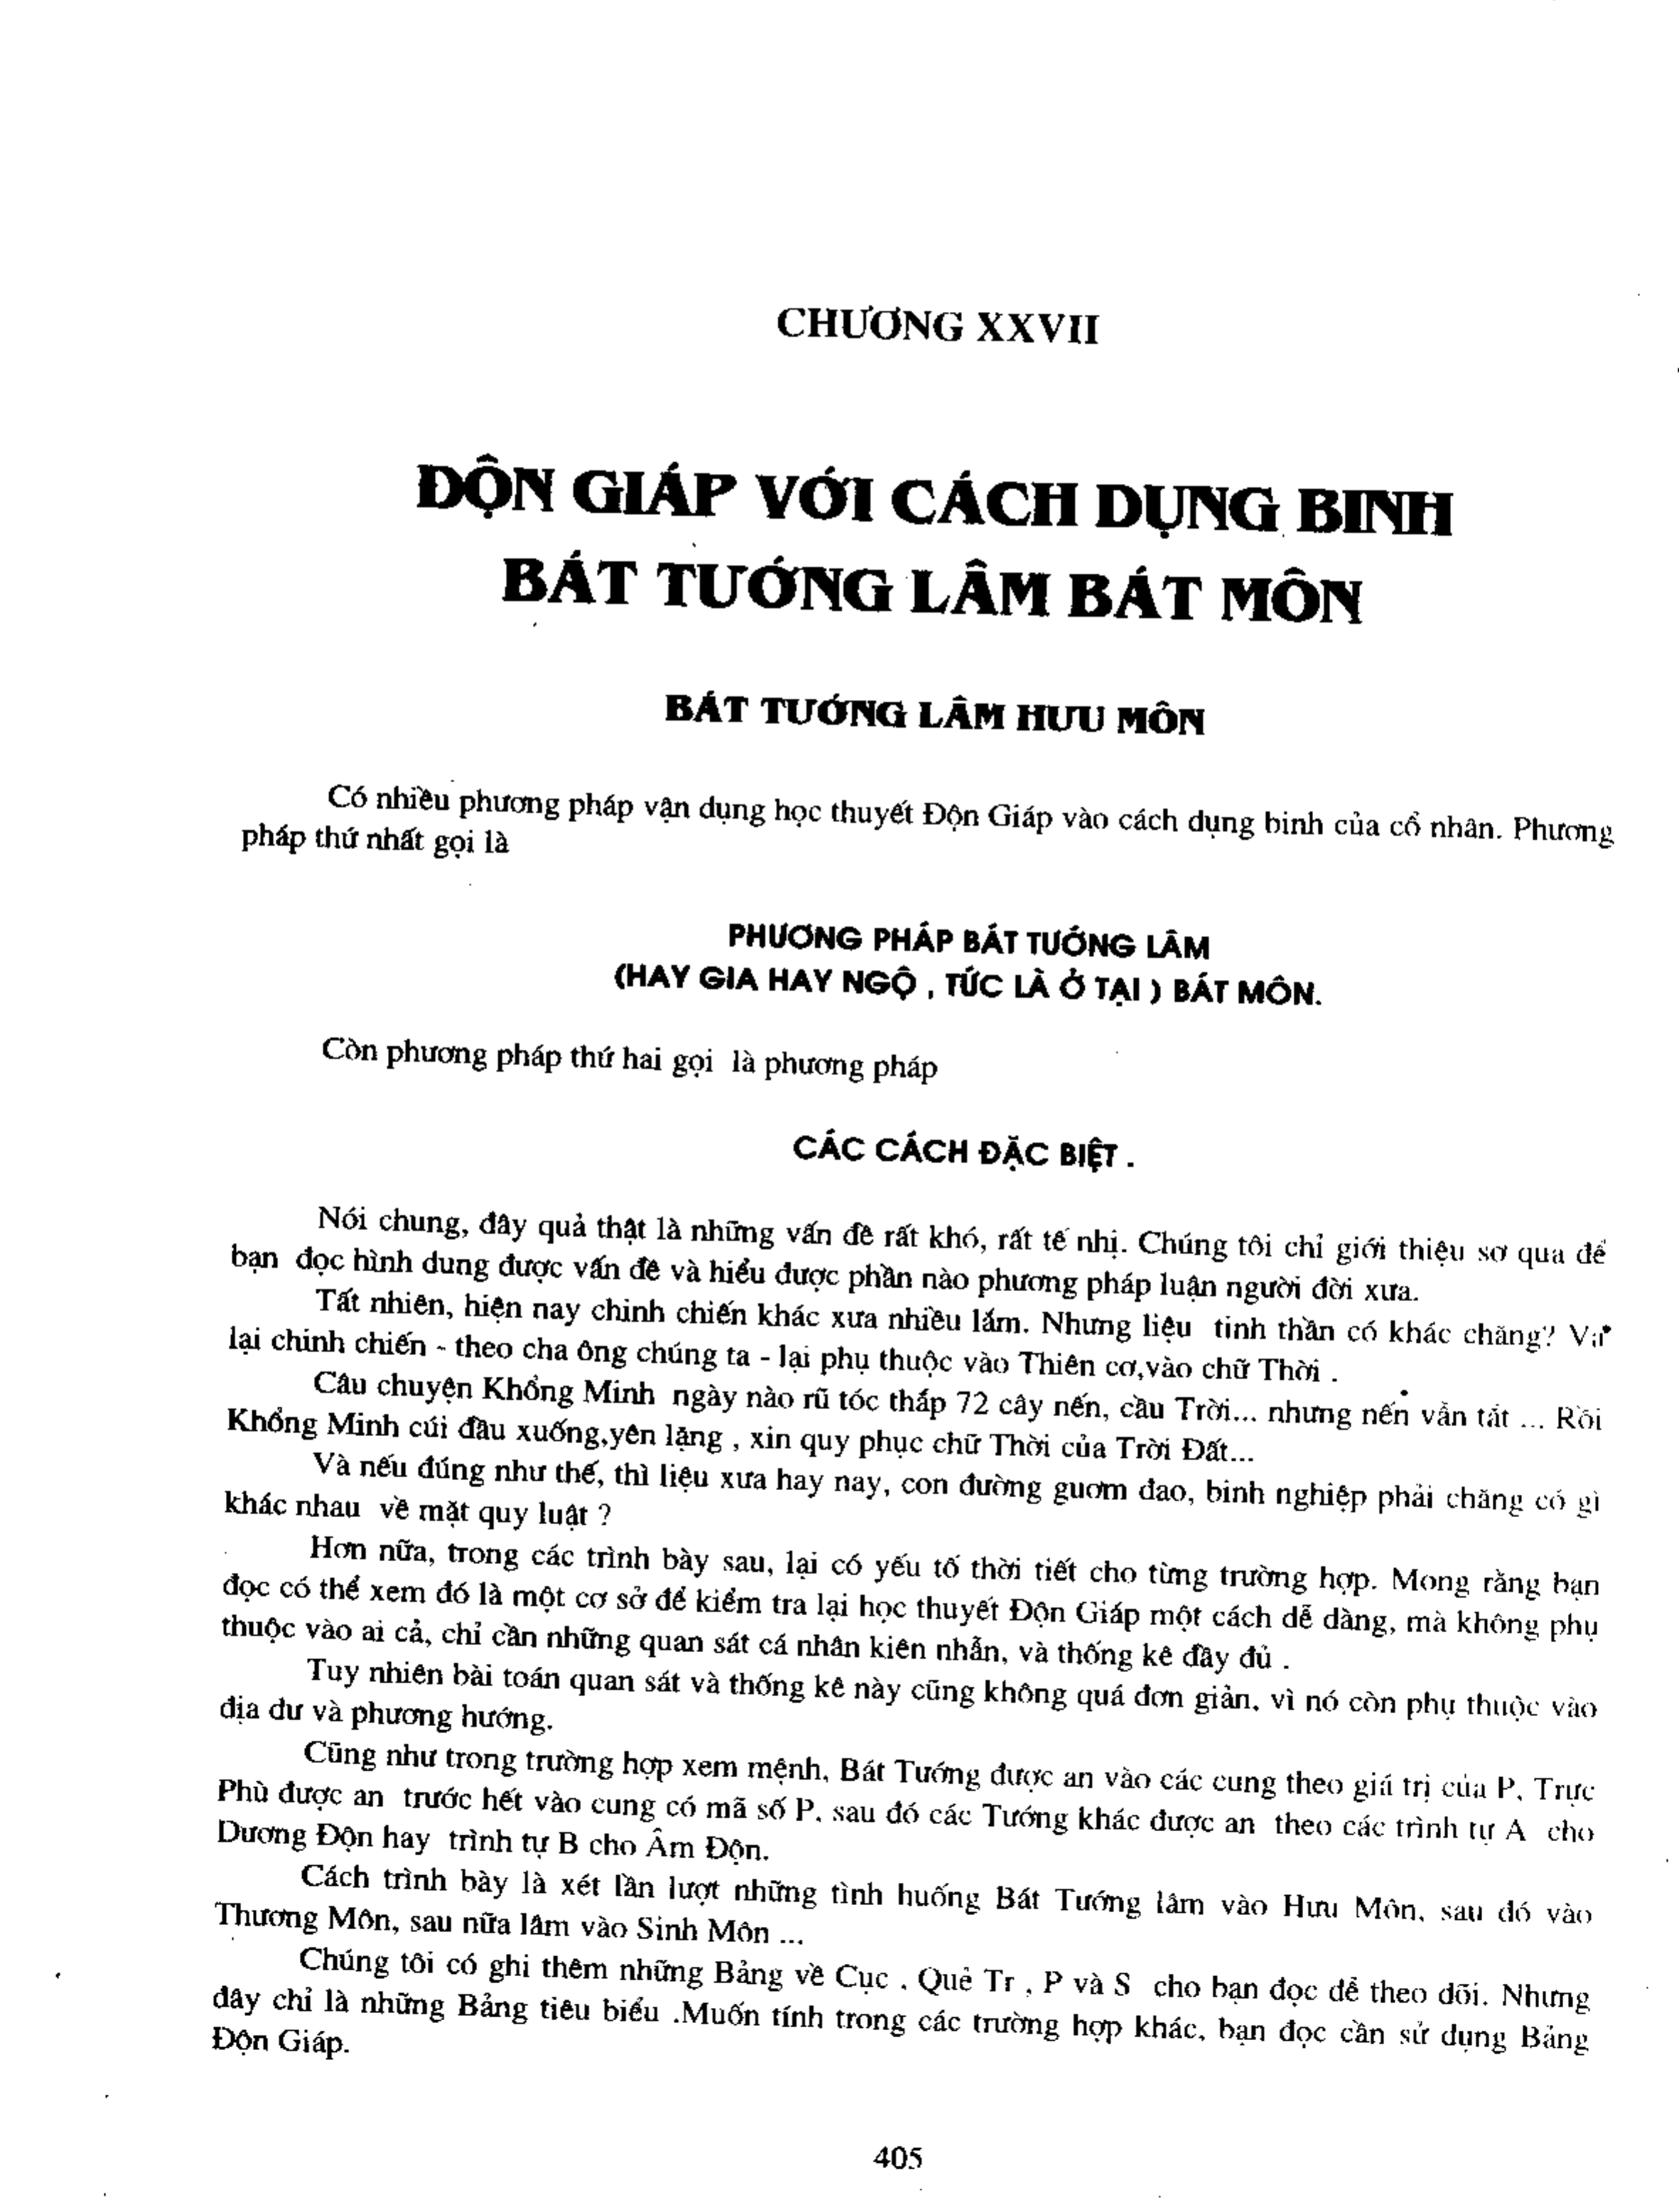 CHƯƠNG XXVII
ĐỘN GIÁP VỚI CÁCH DỤNG BINH
BÁT TƯỚNG LÂM BÁT MÔN
BÁT TƯỚNG LÂM HƯU MÔN
Có nhiều phương pháp vận dụng học thuyết Độn Giáp vào cách dụng binh của cổ nhân. Phương
pháp thứ nhất gọi là
PHƯƠNG PHÁP BÁT TƯỚNG LÂM
(HAY GIA HAY NGỘ , TỨC LÀ Ở TẠI ) BÁT MÔN.
Còn phương pháp thứ hai gọi là phương pháp
CÁC CÁCH ĐẶC BIỆT .
Nói chung, đây quả thật là những vấn đề rất khó, rất tế nhị. Chúng tôi chỉ giới thiệu sơ qua để
bạn đọc hình dung được vấn đề và hiểu được phần nào phương pháp luận người đời xưa.
Tất nhiên, hiện nay chinh chiến khác xưa nhiều lắm. Nhưng liệu tinh thần có khác chăng? Vả
lại chinh chiến - theo cha ông chúng ta - lại phụ thuộc vào Thiên cơ,vào chữ Thời .
Câu chuyện Khổng Minh ngày nào rũ tóc thắp 72 cây nến, cầu Trời... nhưng nến vẫn tắt ... Rồi
Khổng Minh cúi đầu xuống,yên lặng , xin quy phục chữ Thời của Trời Đất...
Và nếu đúng như thế, thì liệu xưa hay nay, con đường gươm đao, binh nghiệp phải chăng có gì
khác nhau về mặt quy luật ?
Hơn nữa, trong các trình bày sau, lại có yếu tố thời tiết cho từng trường hợp. Mong rằng bạn
đọc có thể xem đó là một cơ sở để kiểm tra lại học thuyết Độn Giáp một cách dễ dàng, mà không phụ
thuộc vào ai cả, chỉ cần những quan sát cá nhân kiên nhẫn, và thống kê đầy đủ .
Tuy nhiên bài toán quan sát và thống kê này cũng không quá đơn giản, vì nó còn phụ thuộc vào
địa dư và phương hướng.
Cũng như trong trường hợp xem mệnh, Bát Tướng được an vào các cung theo giá trị của P, Trực
Phù được an trước hết vào cung có mã số P, sau đó các Tướng khác được an theo các trình tự A cho
Dương Độn hay trình tự B cho Âm Độn.
Cách trình bày là xét lần lượt những tình huống Bát Tướng lâm vào Hưu Môn, sau đó vào
Thương Môn, sau nữa lâm vào Sinh Môn ...
Chúng tôi có ghi thêm những Bảng về Cục , Quẻ Tr , P và S cho bạn đọc để theo dõi. Nhưng
đây chỉ là những Bảng tiêu biểu .Muốn tính trong các trường hợp khác, bạn đọc cần sử dụng Bảng
Độn Giáp.
405